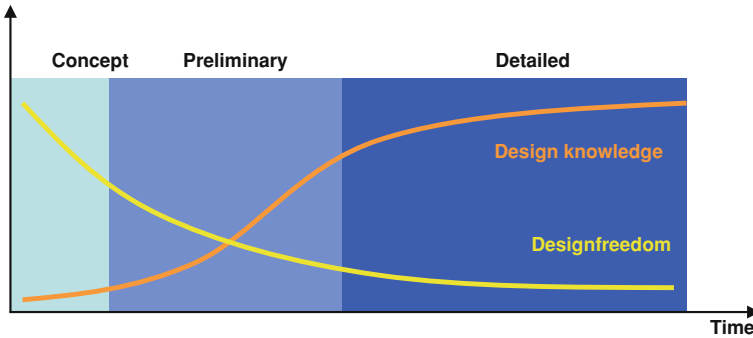 Concept Preliminary Detailed
Design knowledge
Designfreedom
Time